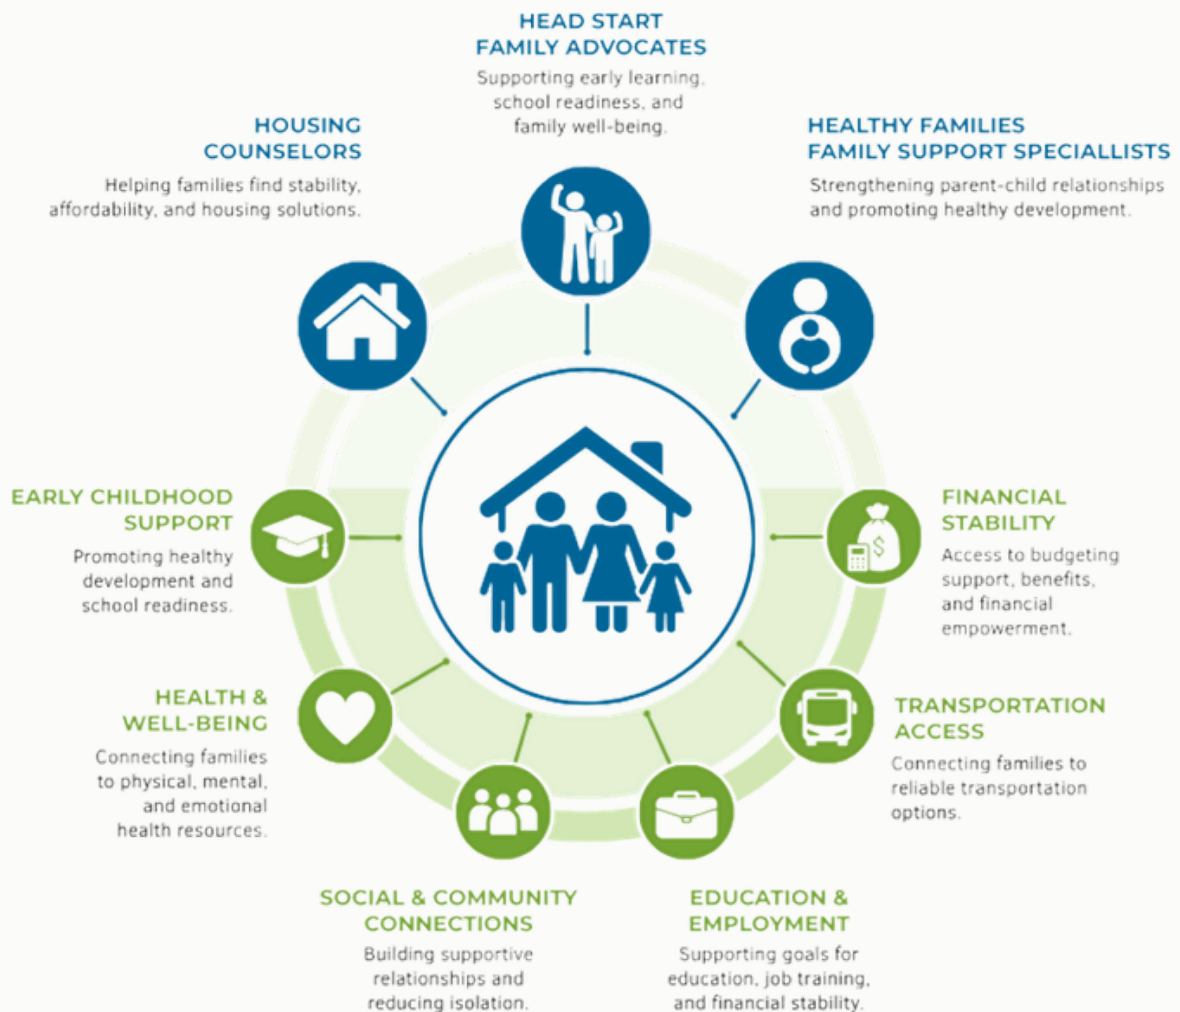 HEAD START
FAMILY ADVOCATES
Supporting early learning,
school readiness, and
family well-being.
HOUSING
COUNSELORS
Helping families find stability,
affordability, and housing solutions.
HEALTHY FAMILIES
FAMILY SUPPORT SPECIALLISTS
Strengthening parent-child relationships
and promoting healthy development.
EARLY CHILDHOOD
SUPPORT
Promoting healthy
development and
school readiness.
FINANCIAL
STABILITY
Access to budgeting
support, benefits,
and financial
empowerment.
$
HEALTH &
WELL-BEING
Connecting families
to physical, mental,
and emotional
health resources.
TRANSPORTATION
ACCESS
Connecting families to
reliable transportation
options.
SOCIAL & COMMUNITY
CONNECTIONS
Building supportive
relationships and
reducing isolation.
EDUCATION &
EMPLOYMENT
Supporting goals for
education, job training,
and financial stability.